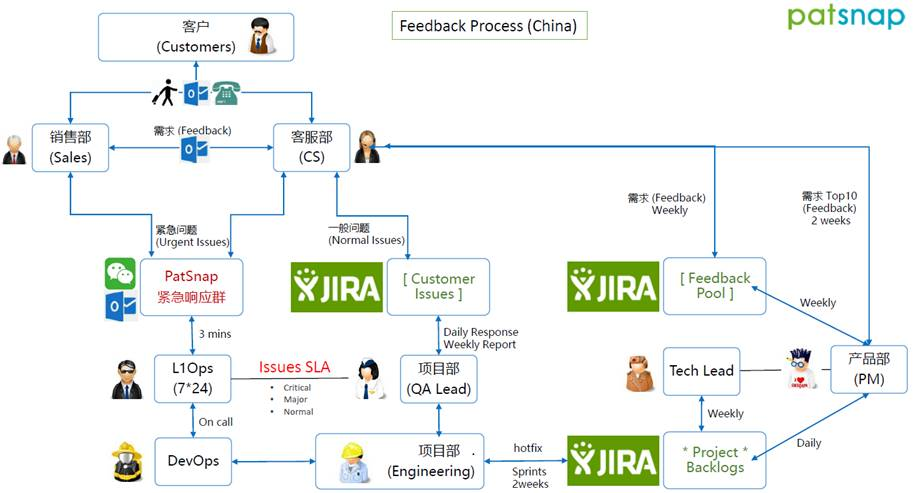 patsnap
Feedback Process (China)
客户
(Customers)
销售部
(Sales)
需求 (Feedback)
客服部
(CS)
紧急问题
(Urgent Issues)
一般问题
(Normal Issues)
需求 (Feedback)
Weekly
需求 Top10
(Feedback)
2 weeks
PatSnap
紧急响应群
JIRA
[ Customer
Issues ]
JIRA
[ Feedback
Pool ]
3 mins
Daily Response
Weekly Report
Weekly
L1Ops
(7*24)
Issues SLA
• Critical
• Major
• Normal
项目部
(QA Lead)
Tech Lead
I ❤
DESIGN
产品部
(PM)
On call
Weekly
Daily
DevOps
项目部 .
(Engineering)
hotfix
Sprints
2weeks
JIRA
* Project *
Backlogs